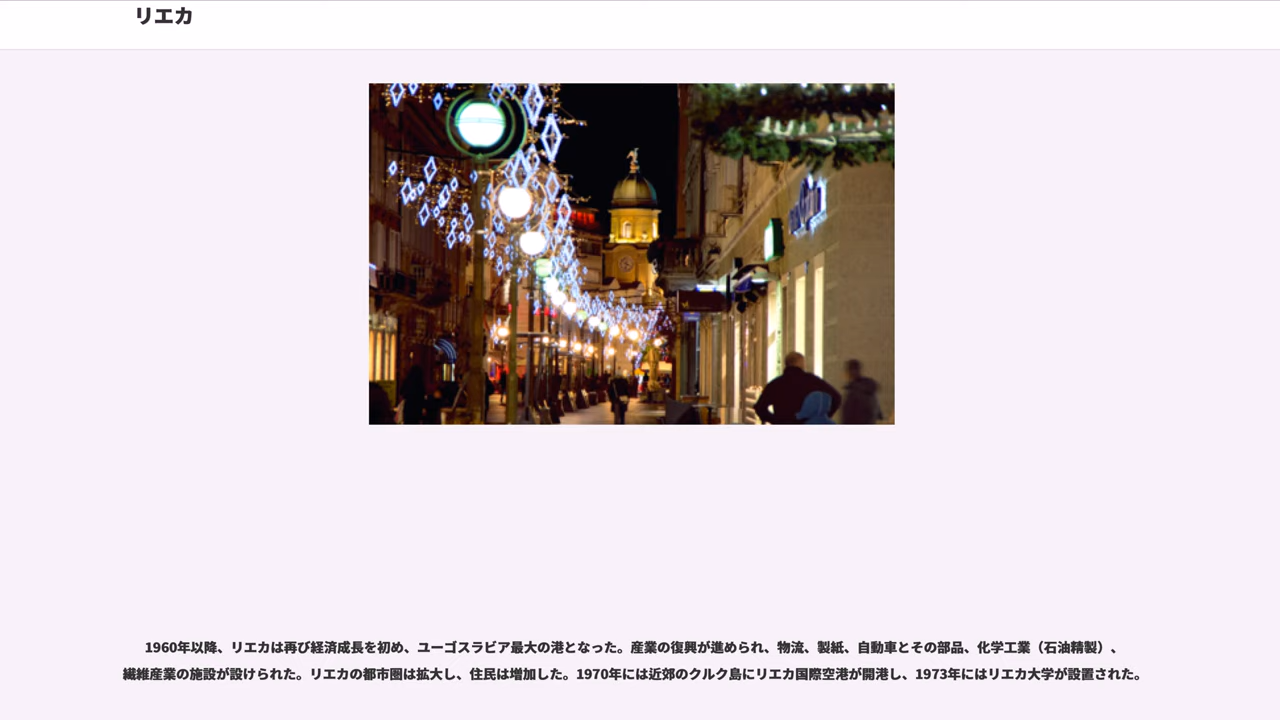 リエカ
1960年以降、リエカは再び経済成長を初め、ユーゴスラビア最大の港となった。産業の復興が進められ、物流、製紙、自動車とその部品、化学工業（石油精製）、
繊維産業の施設が設けられた。リエカの都市圏は拡大し、住民は増加した。1970年には近郊のクルク島にリエカ国際空港が開港し、1973年にはリエカ大学が設置された。